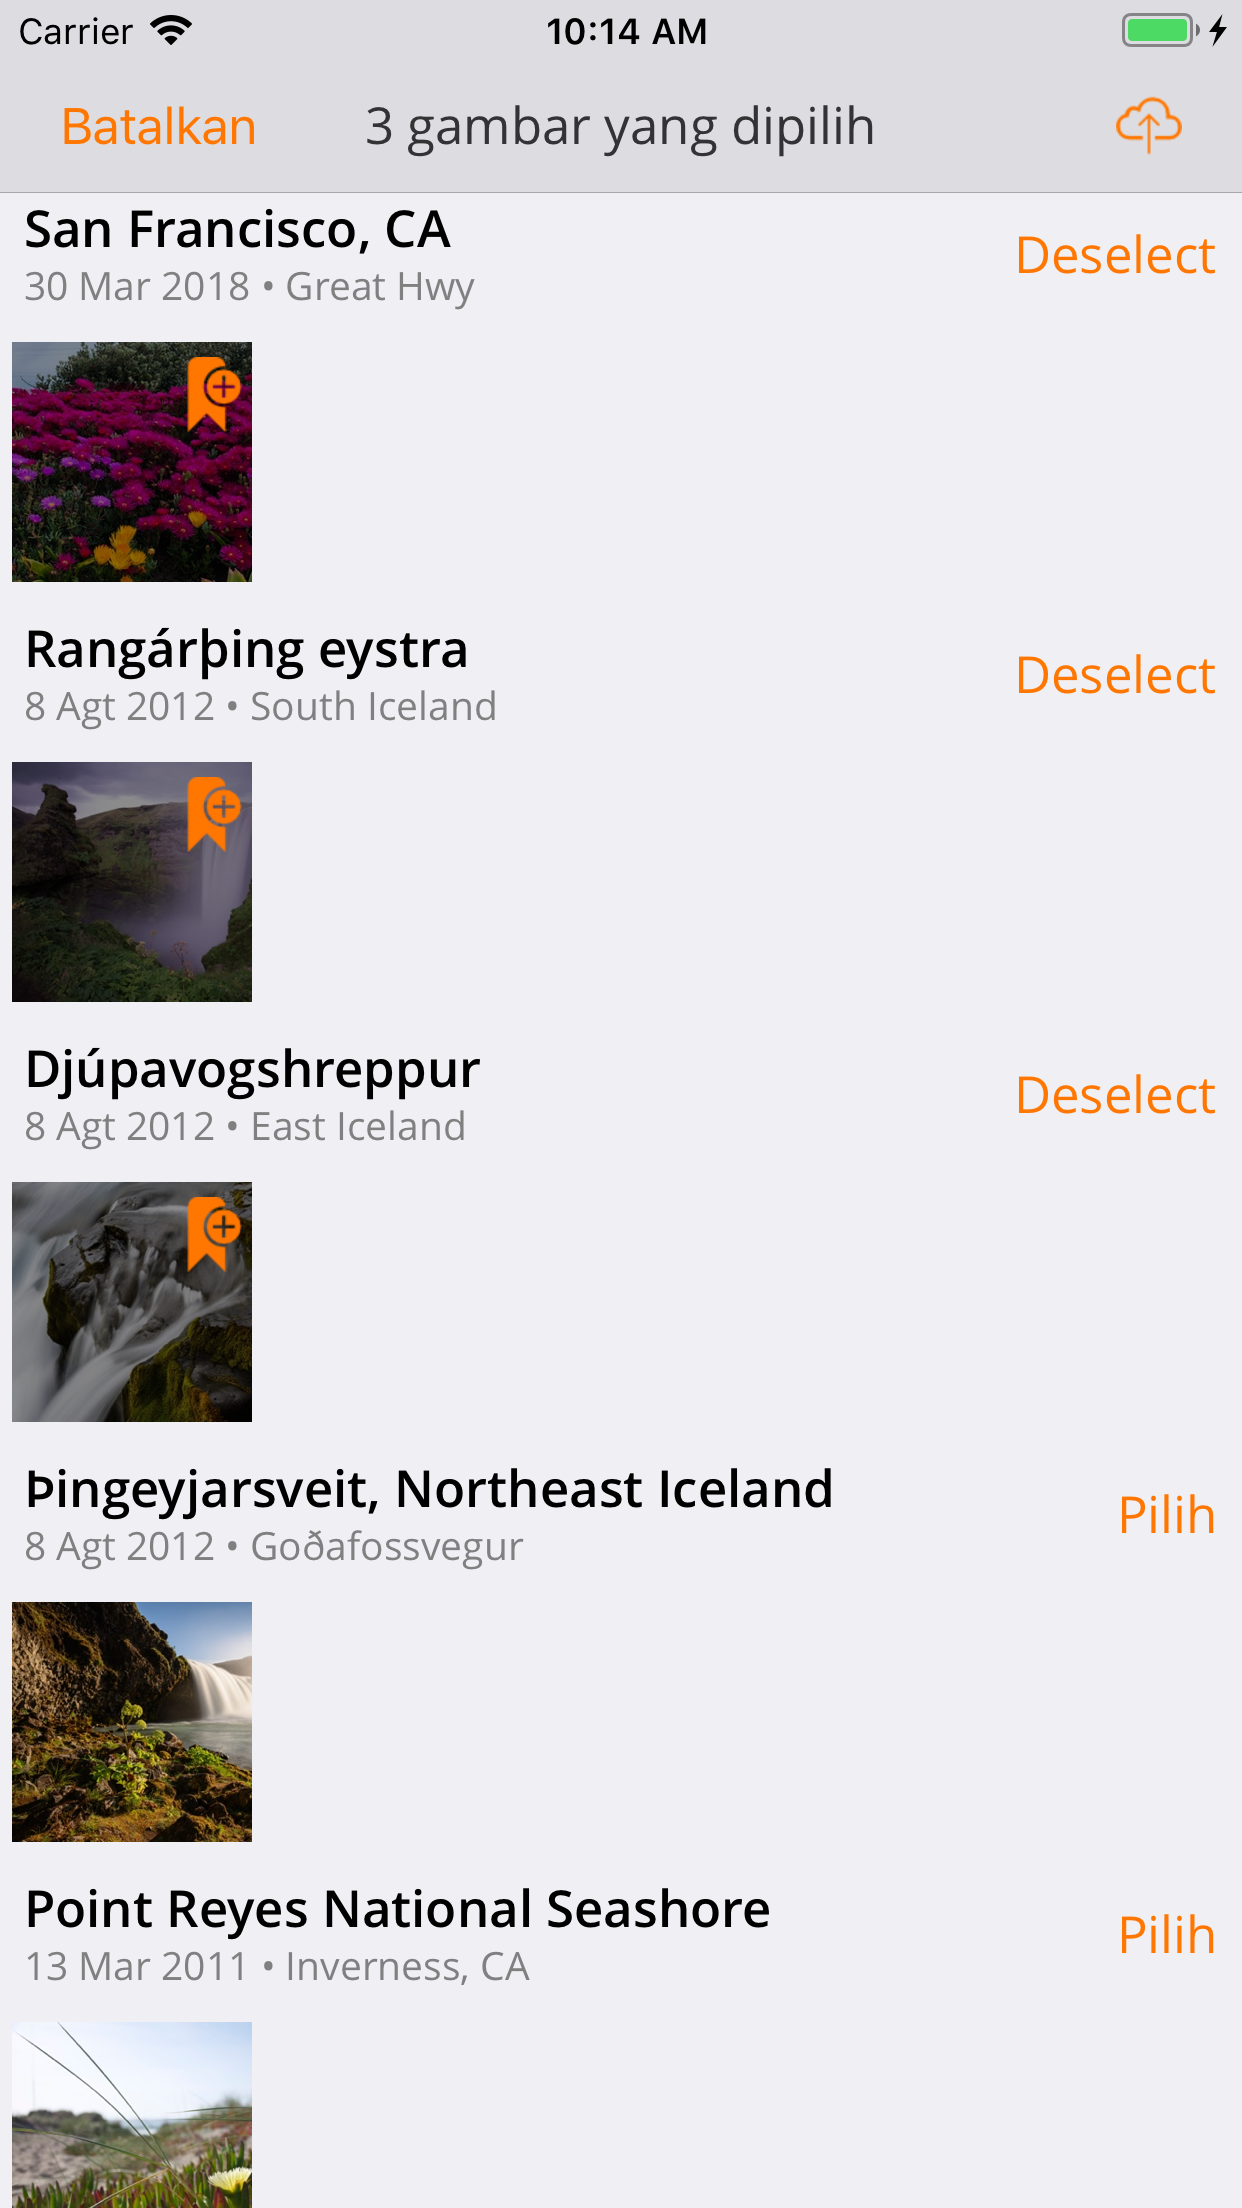 Carrier 10:14 AM
Batalkan 3 gambar yang dipilih
San Francisco, CA
30 Mar 2018 • Great Hwy
Deselect
Rangárþing eystra
8 Agt 2012 • South Iceland
Deselect
Djúpavogshreppur
8 Agt 2012 • East Iceland
Deselect
Þingeyjarsveit, Northeast Iceland
8 Agt 2012 • Goðafossvegur
Pilih
Point Reyes National Seashore
13 Mar 2011 • Inverness, CA
Pilih